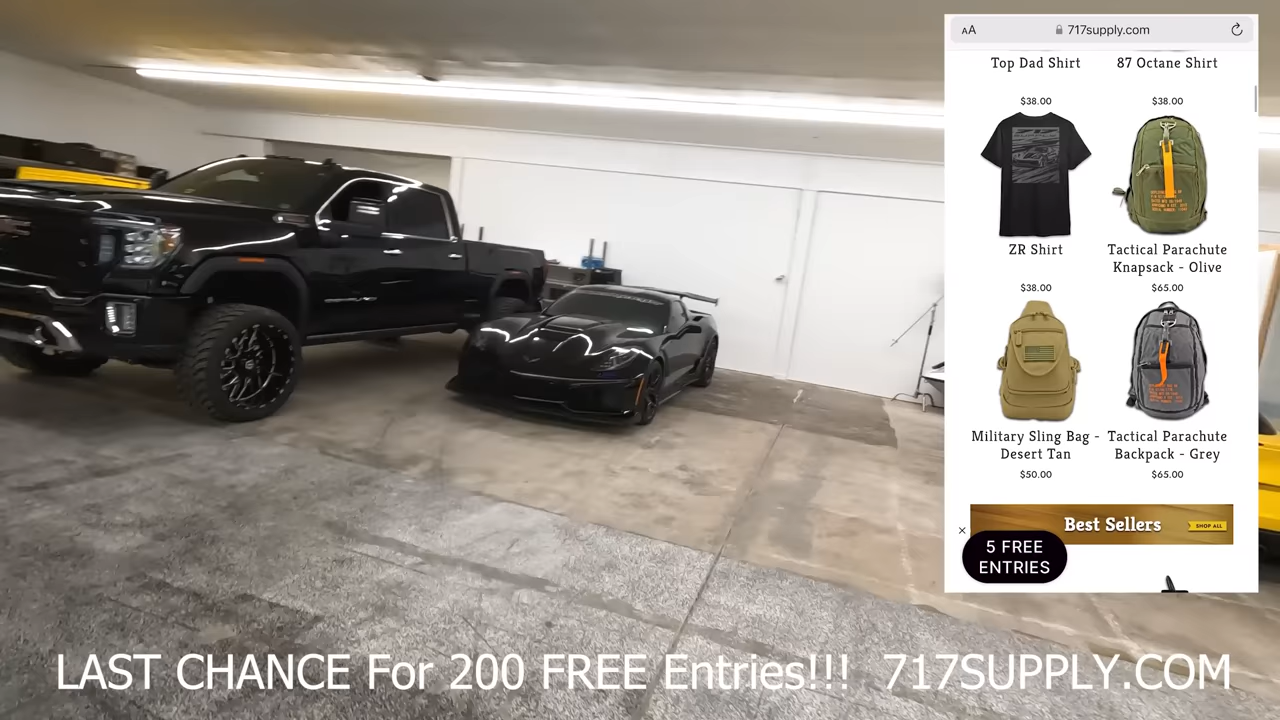 AA 717supply.com
Top Dad Shirt 87 Octane Shirt
$38.00 $38.00
ZR Shirt Tactical Parachute
Knapsack - Olive
$38.00 $65.00
Military Sling Bag - Tactical Parachute
Desert Tan Backpack - Grey
$50.00 $65.00
Best Sellers SHOP ALL
5 FREE
ENTRIES
LAST CHANCE For 200 FREE Entries!!! 717SUPPLY.COM